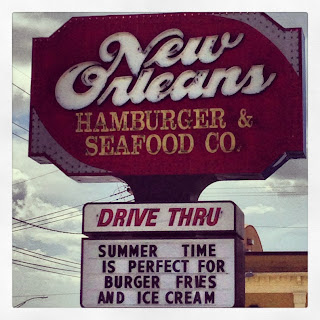 New
Orleans
HAMBURGER &
SEAFOOD CO.
DRIVE THRU
SUMMER TIME
IS PERFECT FOR
BURGER FRIES
AND ICE CREAM